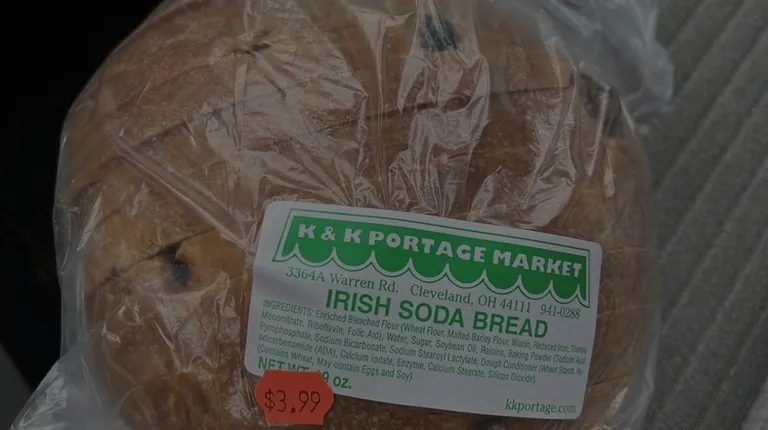 K & K PORTAGE MARKET
3364A Warren Rd. Cleveland, OH 44111 941-0288
IRISH SODA BREAD
INGREDIENTS: Enriched Bleached Flour (Wheat Flour, Malted Barley Flour, Niacin, Reduced Iron, Thiamine
Mononitrate, Riboflavin, Folic Aid), Water, Sugar, Soybean Oil, Raisins, Baking Powder (Sodium Acid
Pyrophosphate, Sodium Bicarbonate, Sodium Stearoyl Lactylate, Dough Conditioner (Wheat Starch,
(ADA), Calcium Iodate, Enzyme, Calcium Stearate, Silicon Dioxide).
(Contains Wheat, May contain Eggs and Soy)
NET WT. 9 oz.
$3.99
kkportage.com